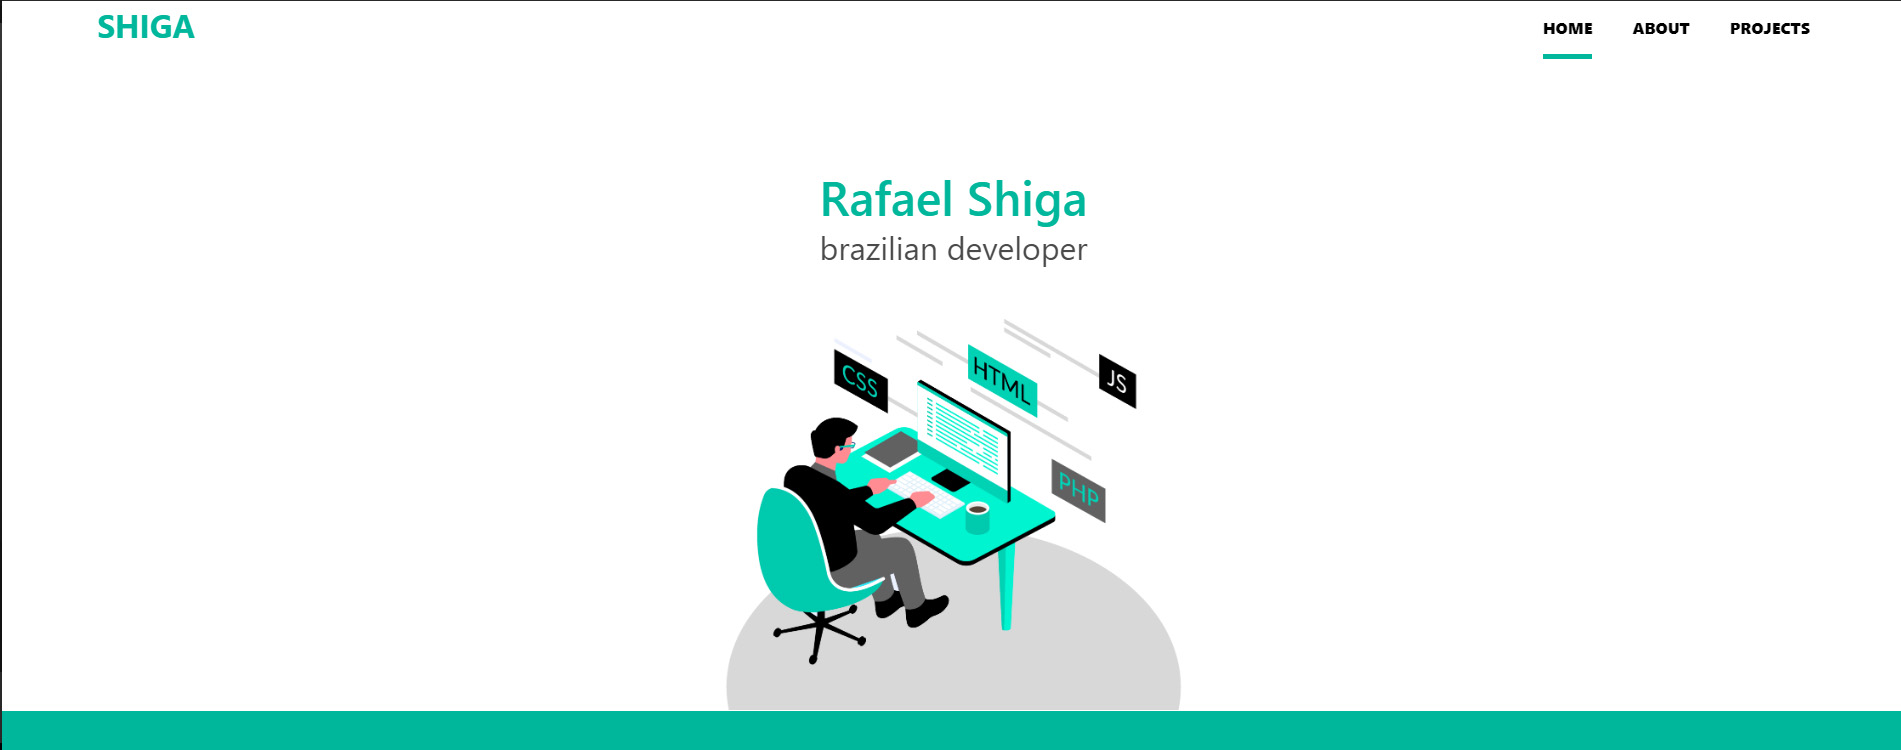 SHIGA
HOME ABOUT PROJECTS
Rafael Shiga
brazilian developer
CSS
HTML
JS
PHP